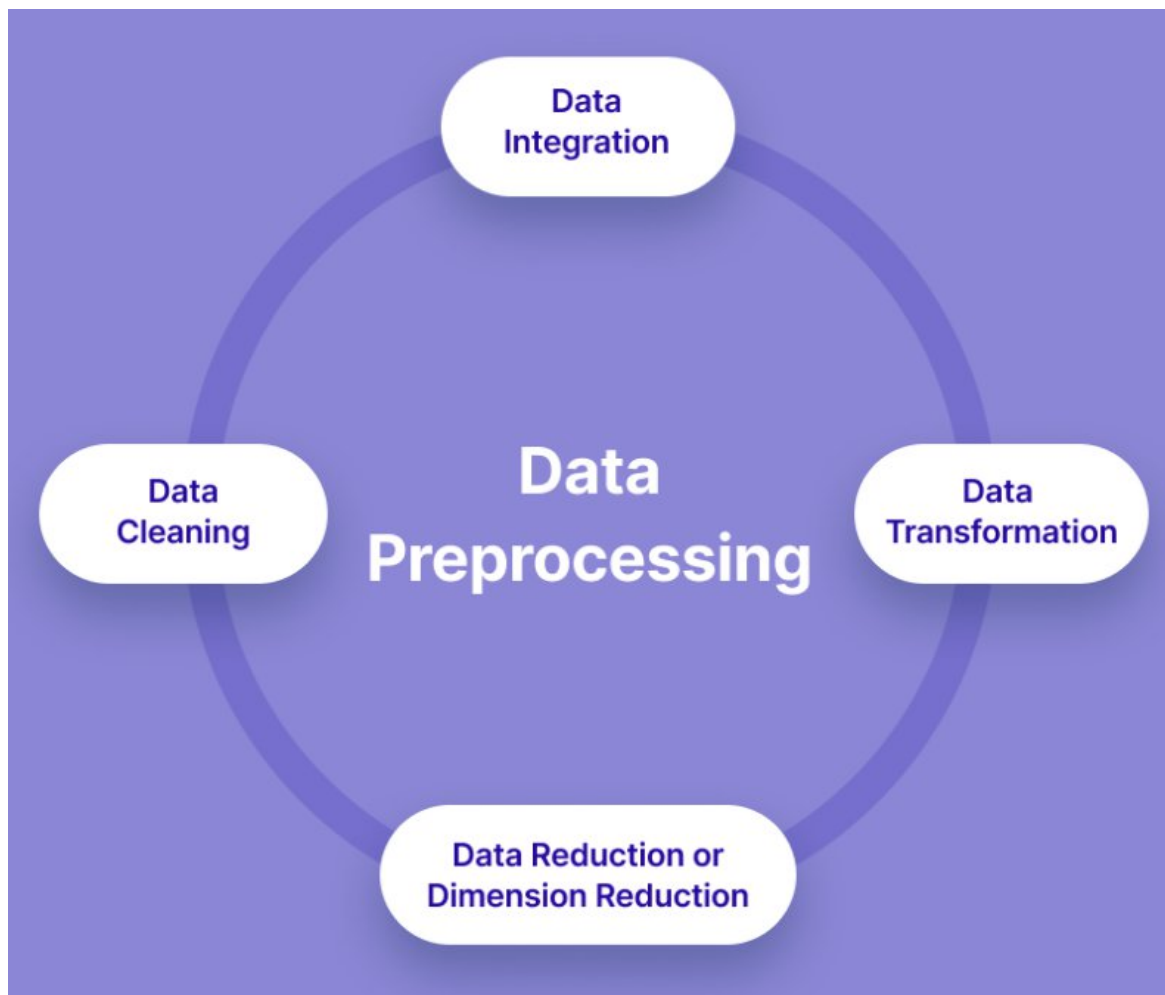 Data
Integration
Data
Cleaning
Data
Preprocessing
Data
Transformation
Data Reduction or
Dimension Reduction